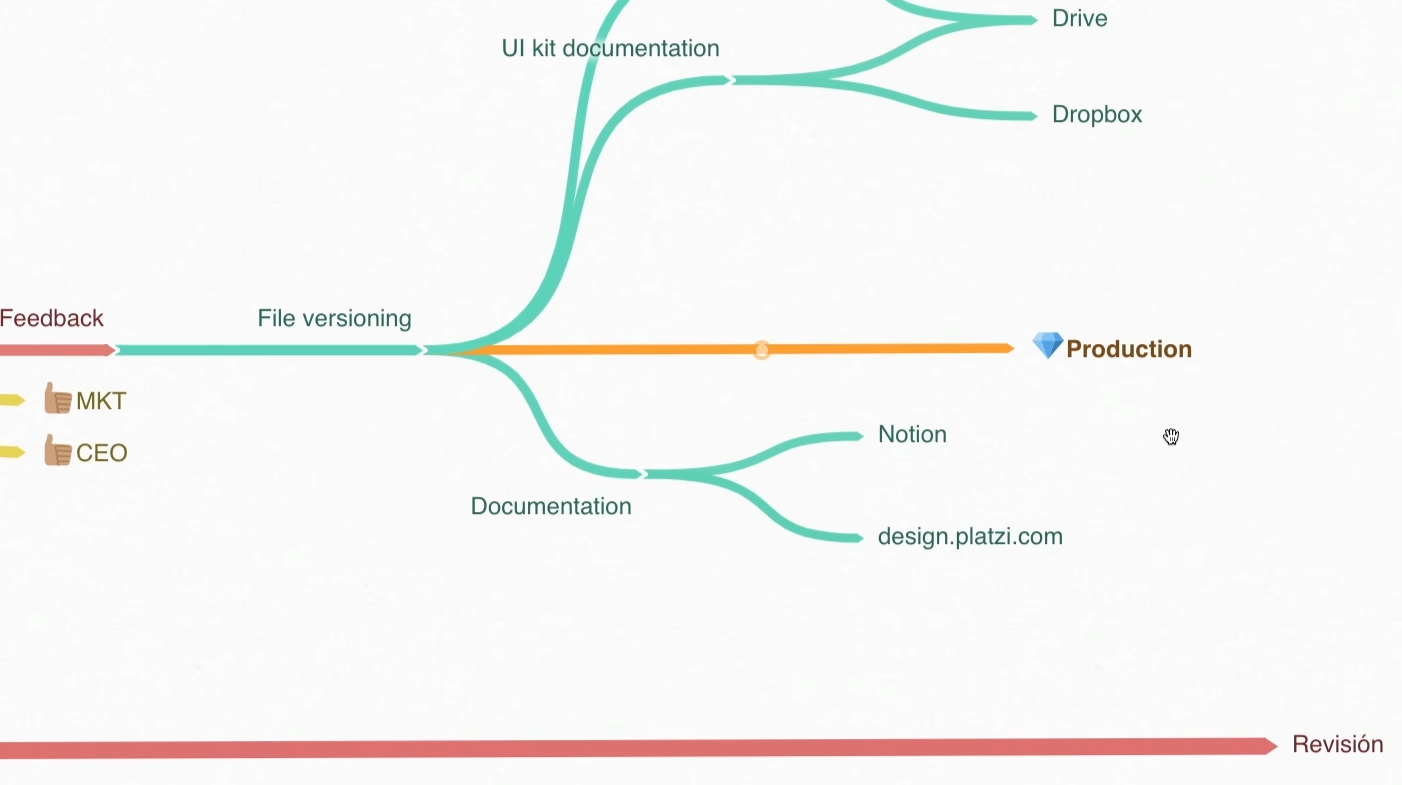 Drive
UI kit documentation
Dropbox
Feedback
File versioning
Production
MKT
Notion
CEO
Documentation
design.platzi.com
Revisión